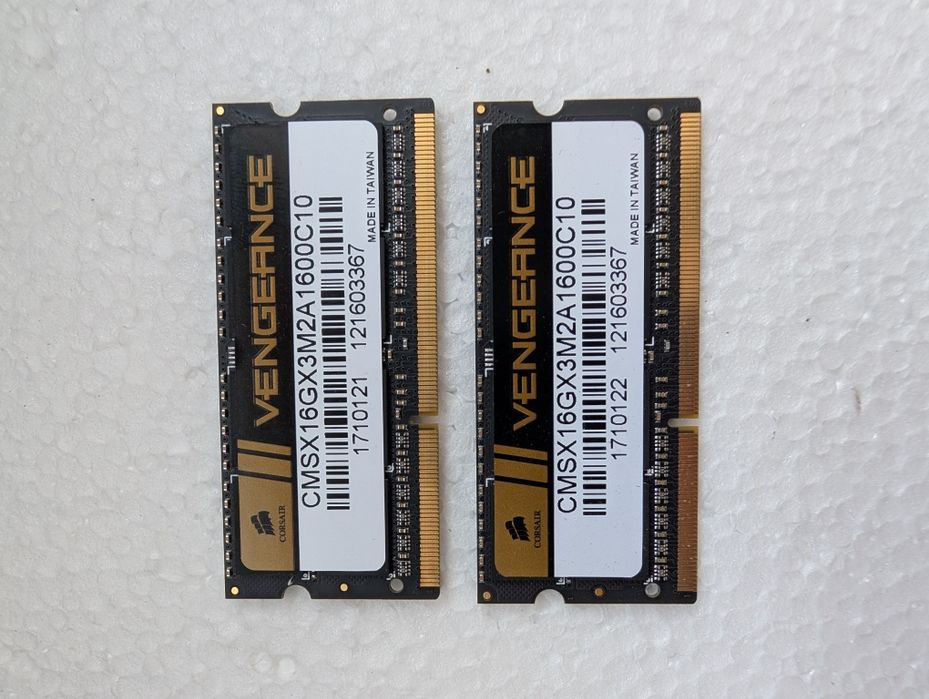 VENGEANCE
CORSAIR
CMSX16GX3M2A1600C10
1710121 121603367
MADE IN TAIWAN
VENGEANCE
CORSAIR
CMSX16GX3M2A1600C10
1710122 121603367
MADE IN TAIWAN